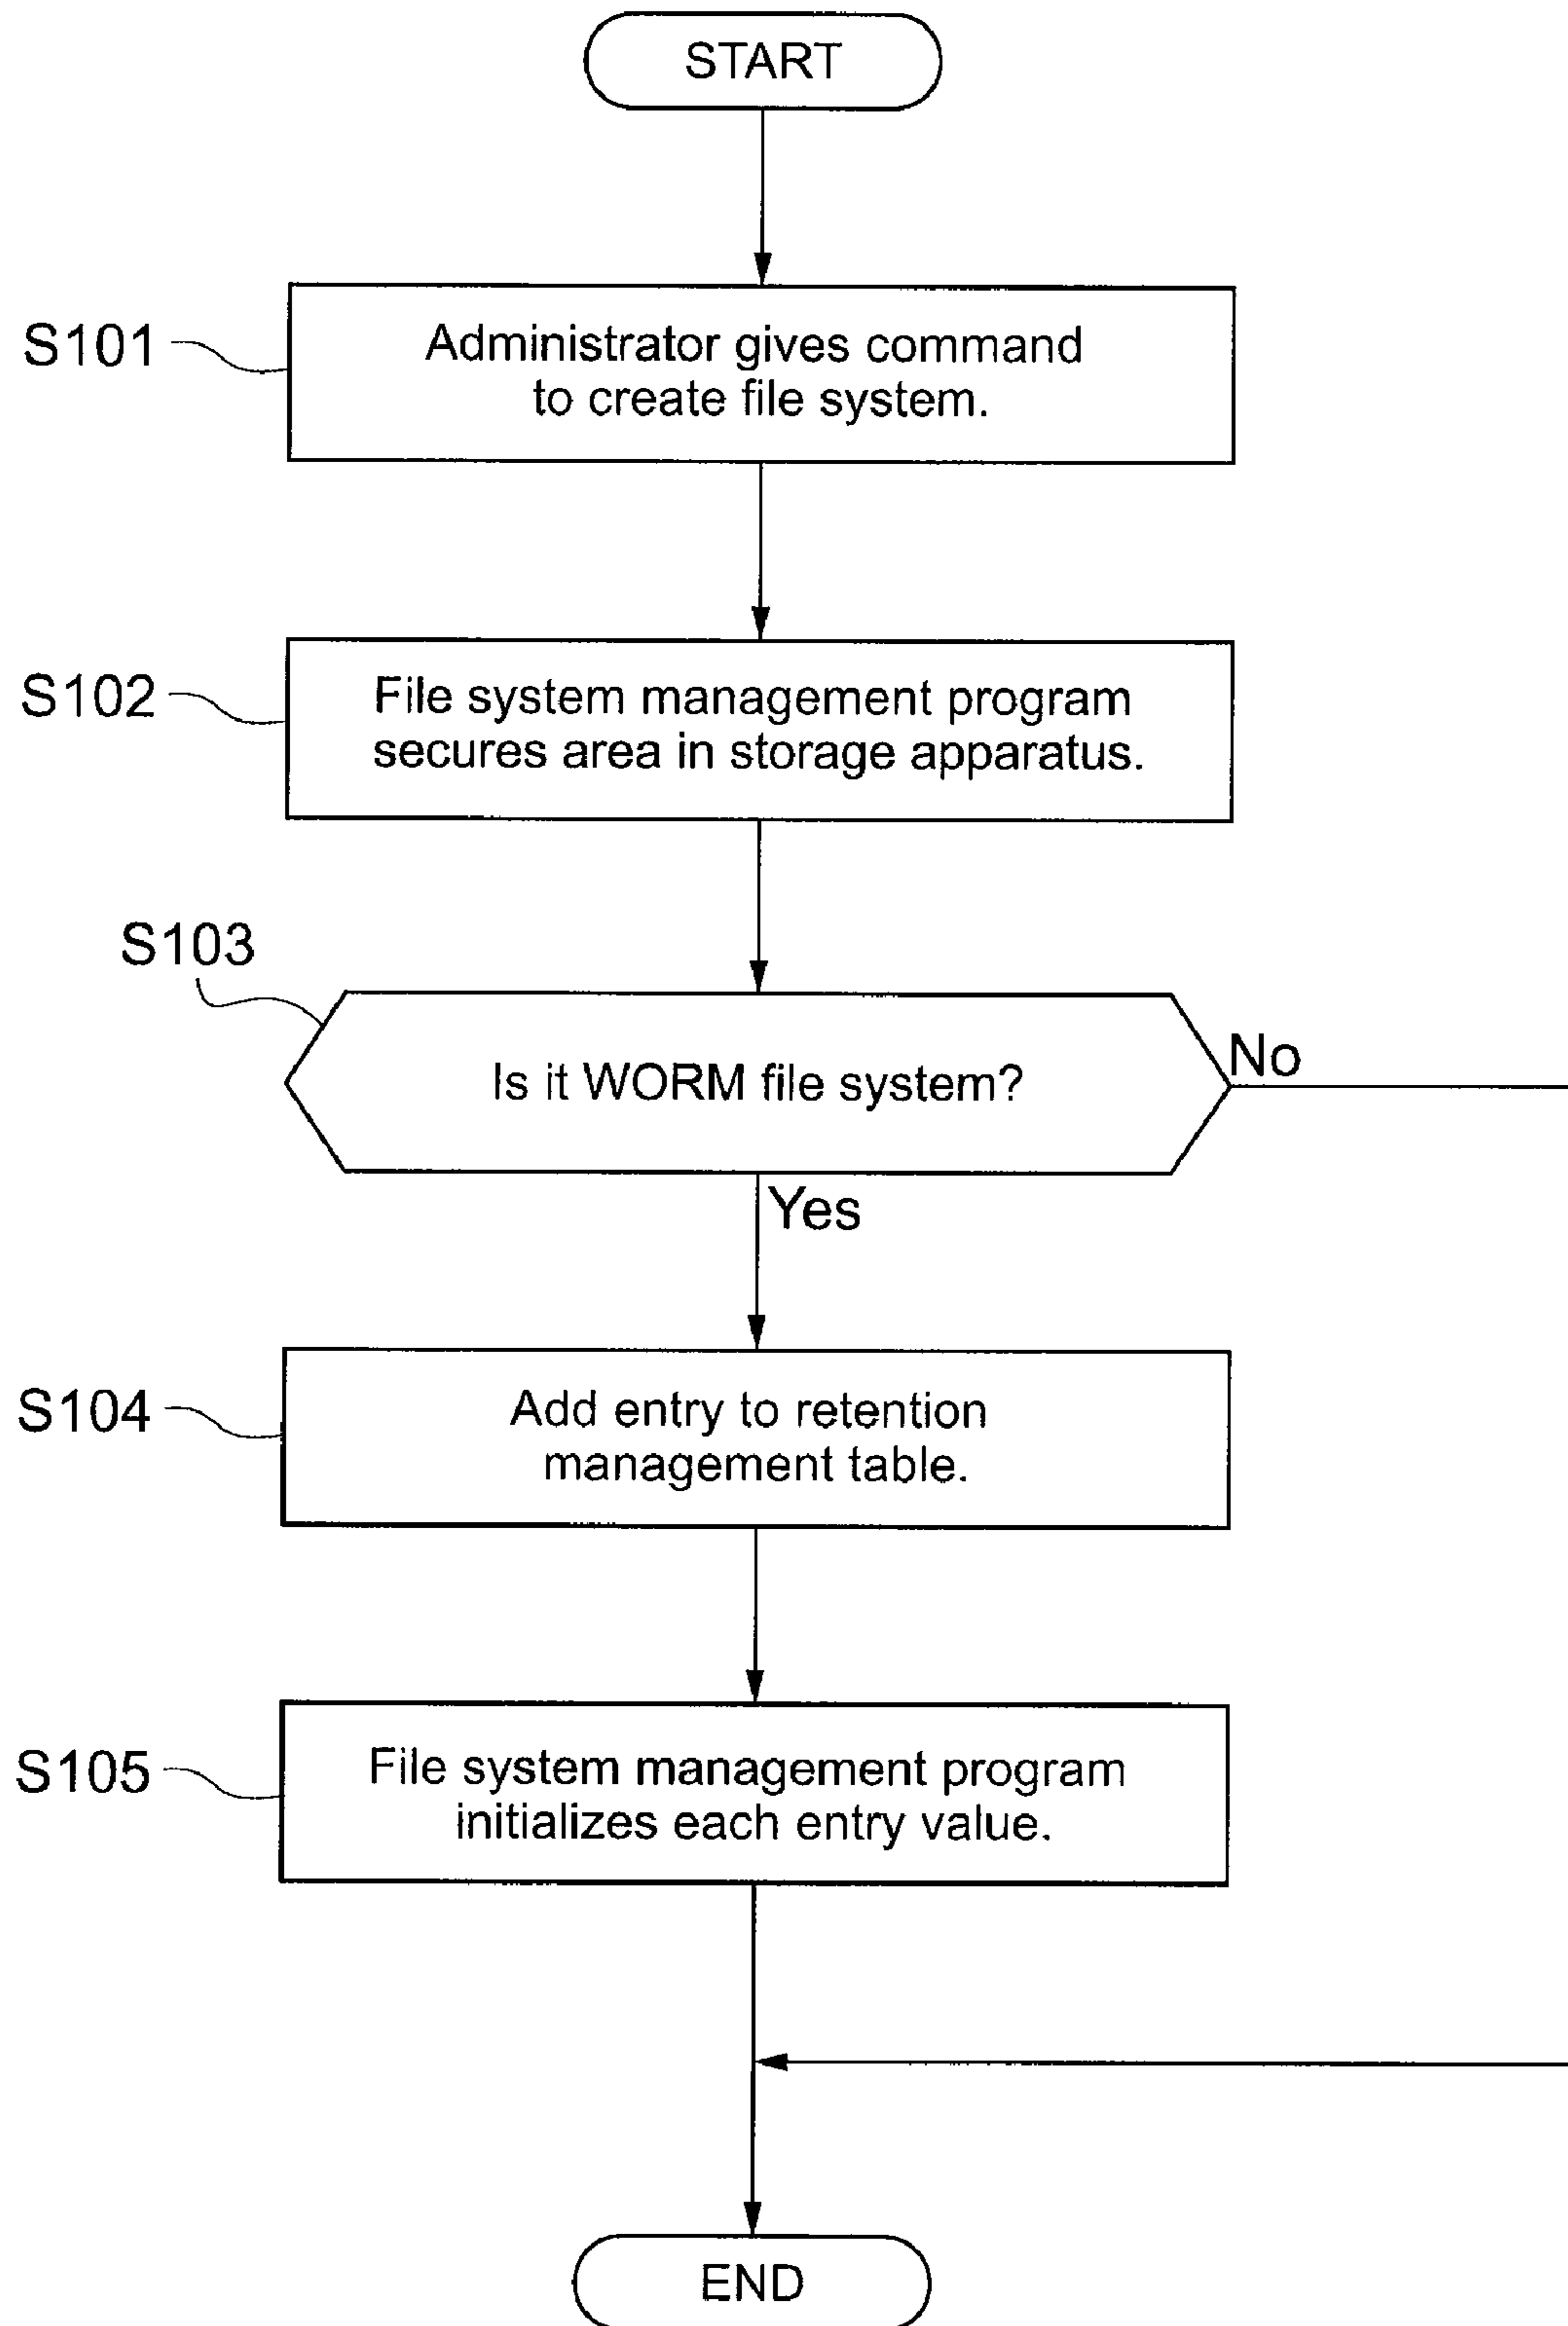 START
S101
Administrator gives command
to create file system.
S102
File system management program
secures area in storage apparatus.
S103
Is it WORM file system?
No
Yes
S104
Add entry to retention
management table.
S105
File system management program
initializes each entry value.
END